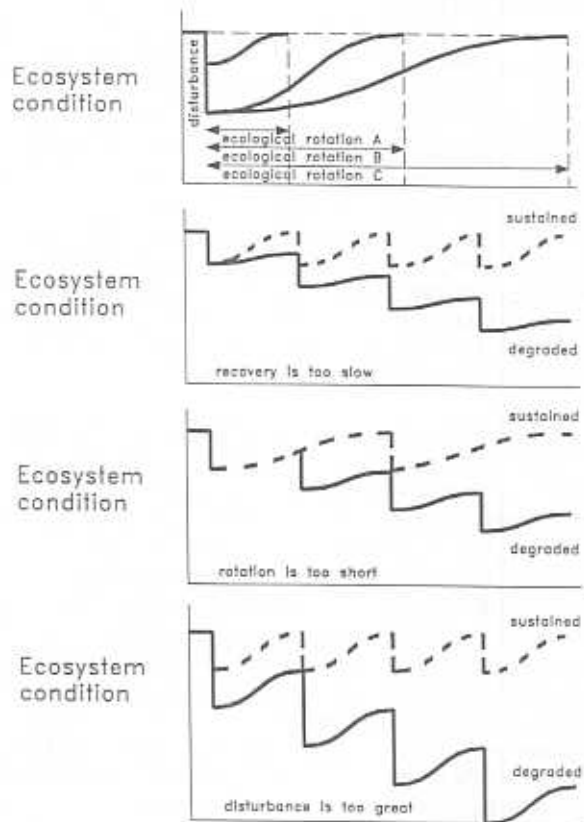 Ecosystem
condition
disturbance
ecological rotation A
ecological rotation B
ecological rotation C
Ecosystem
condition
sustained
degraded
recovery is too slow
Ecosystem
condition
sustained
degraded
rotation is too short
Ecosystem
condition
sustained
degraded
disturbance is too great